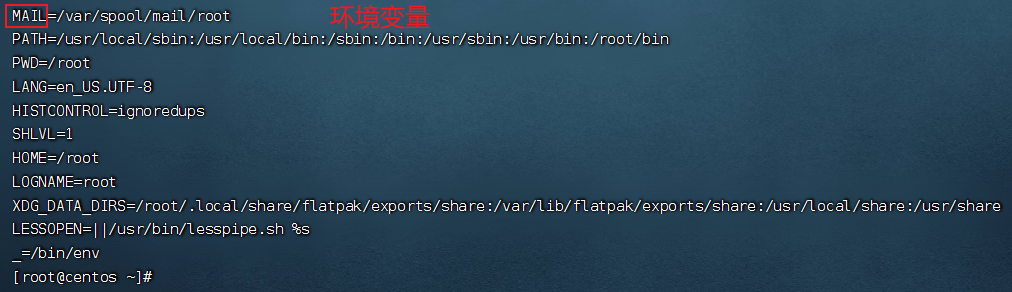 MAIL=/var/spool/mail/root 环境变量
PATH=/usr/local/sbin:/usr/local/bin:/sbin:/bin:/usr/sbin:/usr/bin:/root/bin
PWD=/root
LANG=en_US.UTF-8
HISTCONTROL=ignoredups
SHLVL=1
HOME=/root
LOGNAME=root
XDG_DATA_DIRS=/root/.local/share/flatpak/exports/share:/var/lib/flatpak/exports/share:/usr/local/share:/usr/share
LESSOPEN=||/usr/bin/lesspipe.sh %s
_=/bin/env
[root@centos ~]#